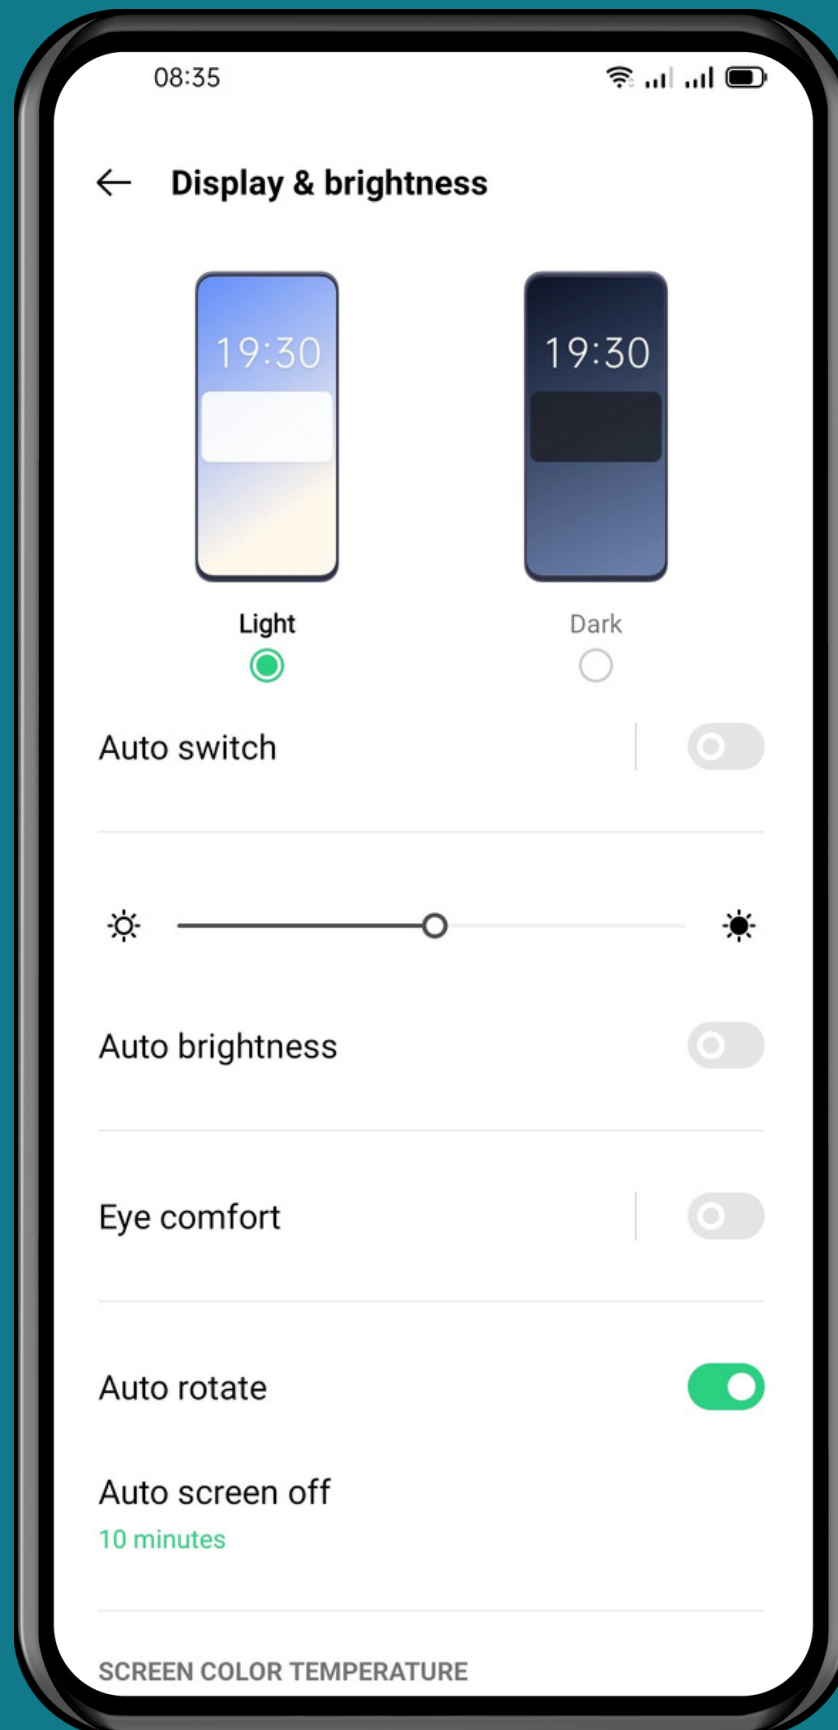 08:35
Display & brightness
19:30
19:30
Light
Dark
Auto switch
Auto brightness
Eye comfort
Auto rotate
Auto screen off
10 minutes
SCREEN COLOR TEMPERATURE